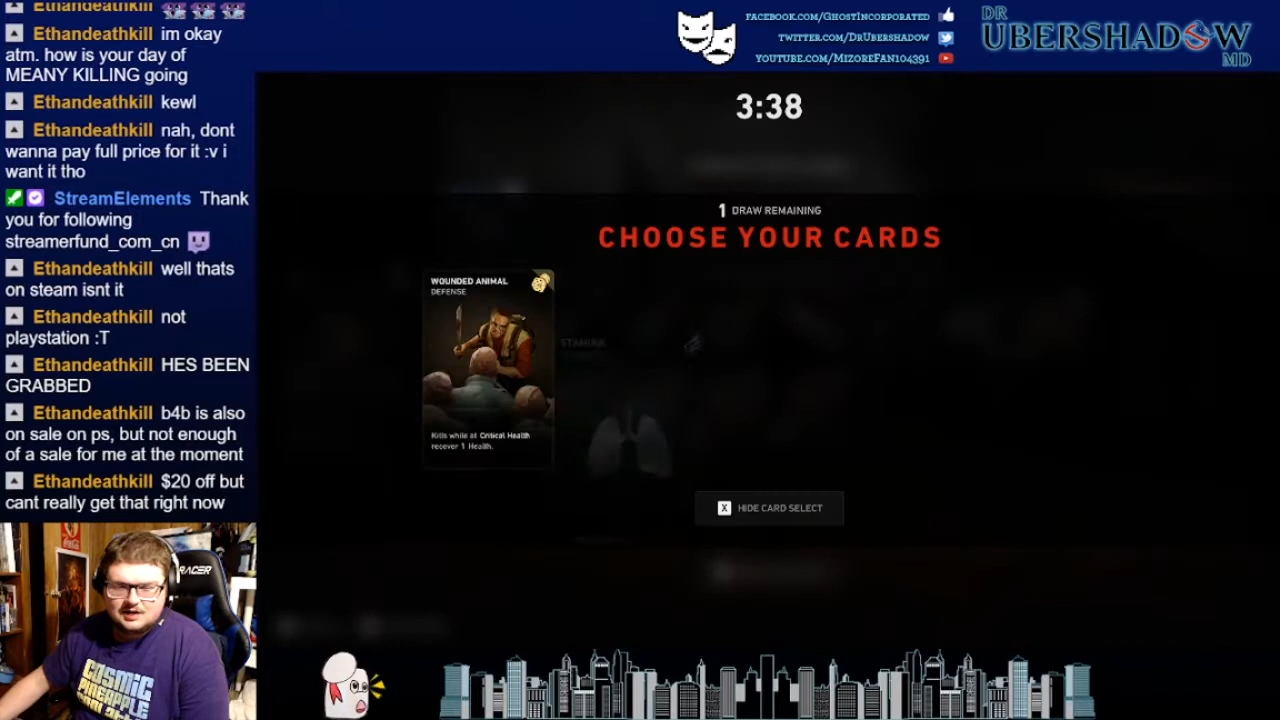 Ethandeathkill
Ethandeathkill im okay
atm. how is your day of
MEANY KILLING going
Ethandeathkill kewl
Ethandeathkill nah, dont
wanna pay full price for it :v i
want it tho
StreamElements Thank
you for following
streamerfund_com_cn
Ethandeathkill well thats
on steam isnt it
Ethandeathkill not
playstation :T
Ethandeathkill HES BEEN
GRABBED
Ethandeathkill b4b is also
on sale on ps, but not enough
of a sale for me at the moment
Ethandeathkill $20 off but
cant really get that right now
FACEBOOK.COM/GHOSTINCORPORATED
TWITTER.COM/DRUBERSHADOW
YOUTUBE.COM/MIZOREFAN104391
DR
UBERSHADOW
MD
3:38
1 DRAW REMAINING
CHOOSE YOUR CARDS
WOUNDED ANIMAL
DEFENSE
Kills while at Critical Health
recover 1 Health.
STAMINA
X HIDE CARD SELECT
RACER
COSMIC